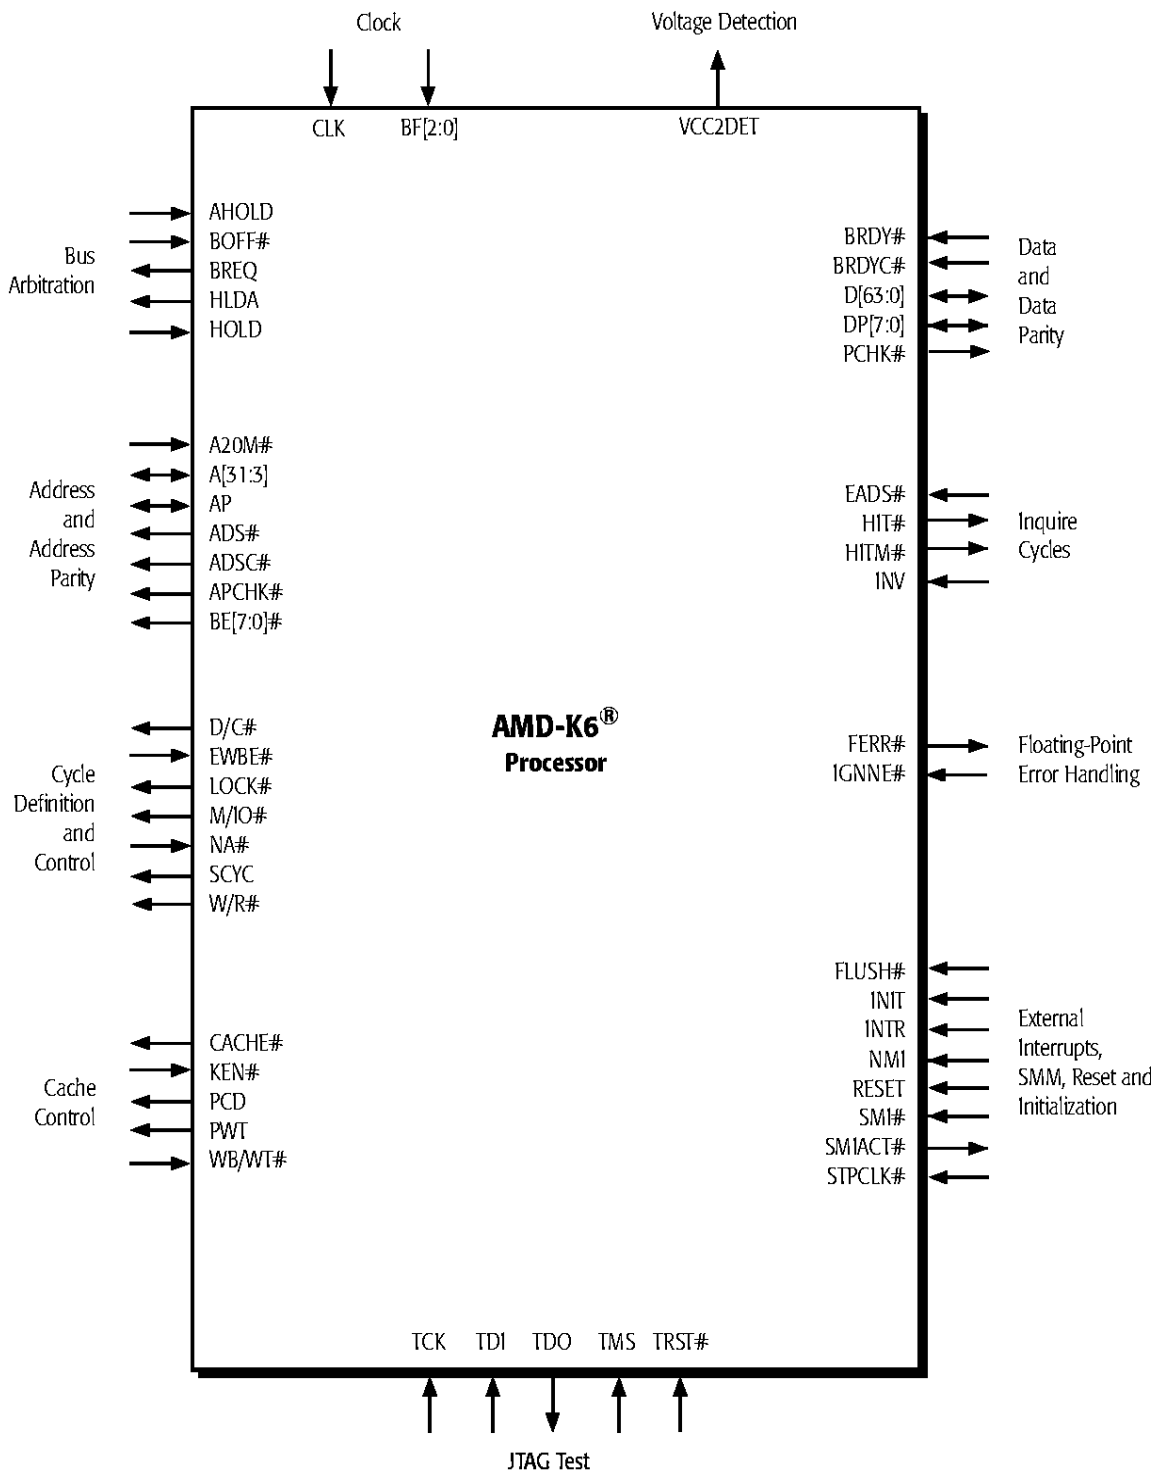 Clock
Voltage Detection
CLK
BF[2:0]
VCC2DET
Bus
Arbitration
AHOLD
BOFF#
BREQ
HLDA
HOLD
BRDY#
BRDYC#
D[63:0]
DP[7:0]
PCHK#
Data
and
Data
Parity
Address
and
Address
Parity
A20M#
A[31:3]
AP
ADS#
ADSC#
APCHK#
BE[7:0]#
EADS#
HIT#
HITM#
INV
Inquire
Cycles
Cycle
Definition
and
Control
D/C#
EWBE#
LOCK#
M/IO#
NA#
SCYC
W/R#
AMD-K6®
Processor
FERR#
IGNNE#
Floating-Point
Error Handling
Cache
Control
CACHE#
KEN#
PCD
PWT
WB/WT#
FLUSH#
INIT
INTR
NMI
RESET
SMI#
SMIACT#
STPCLK#
External
Interrupts,
SMM, Reset and
Initialization
TCK
TDI
TDO
TMS
TRST#
JTAG Test